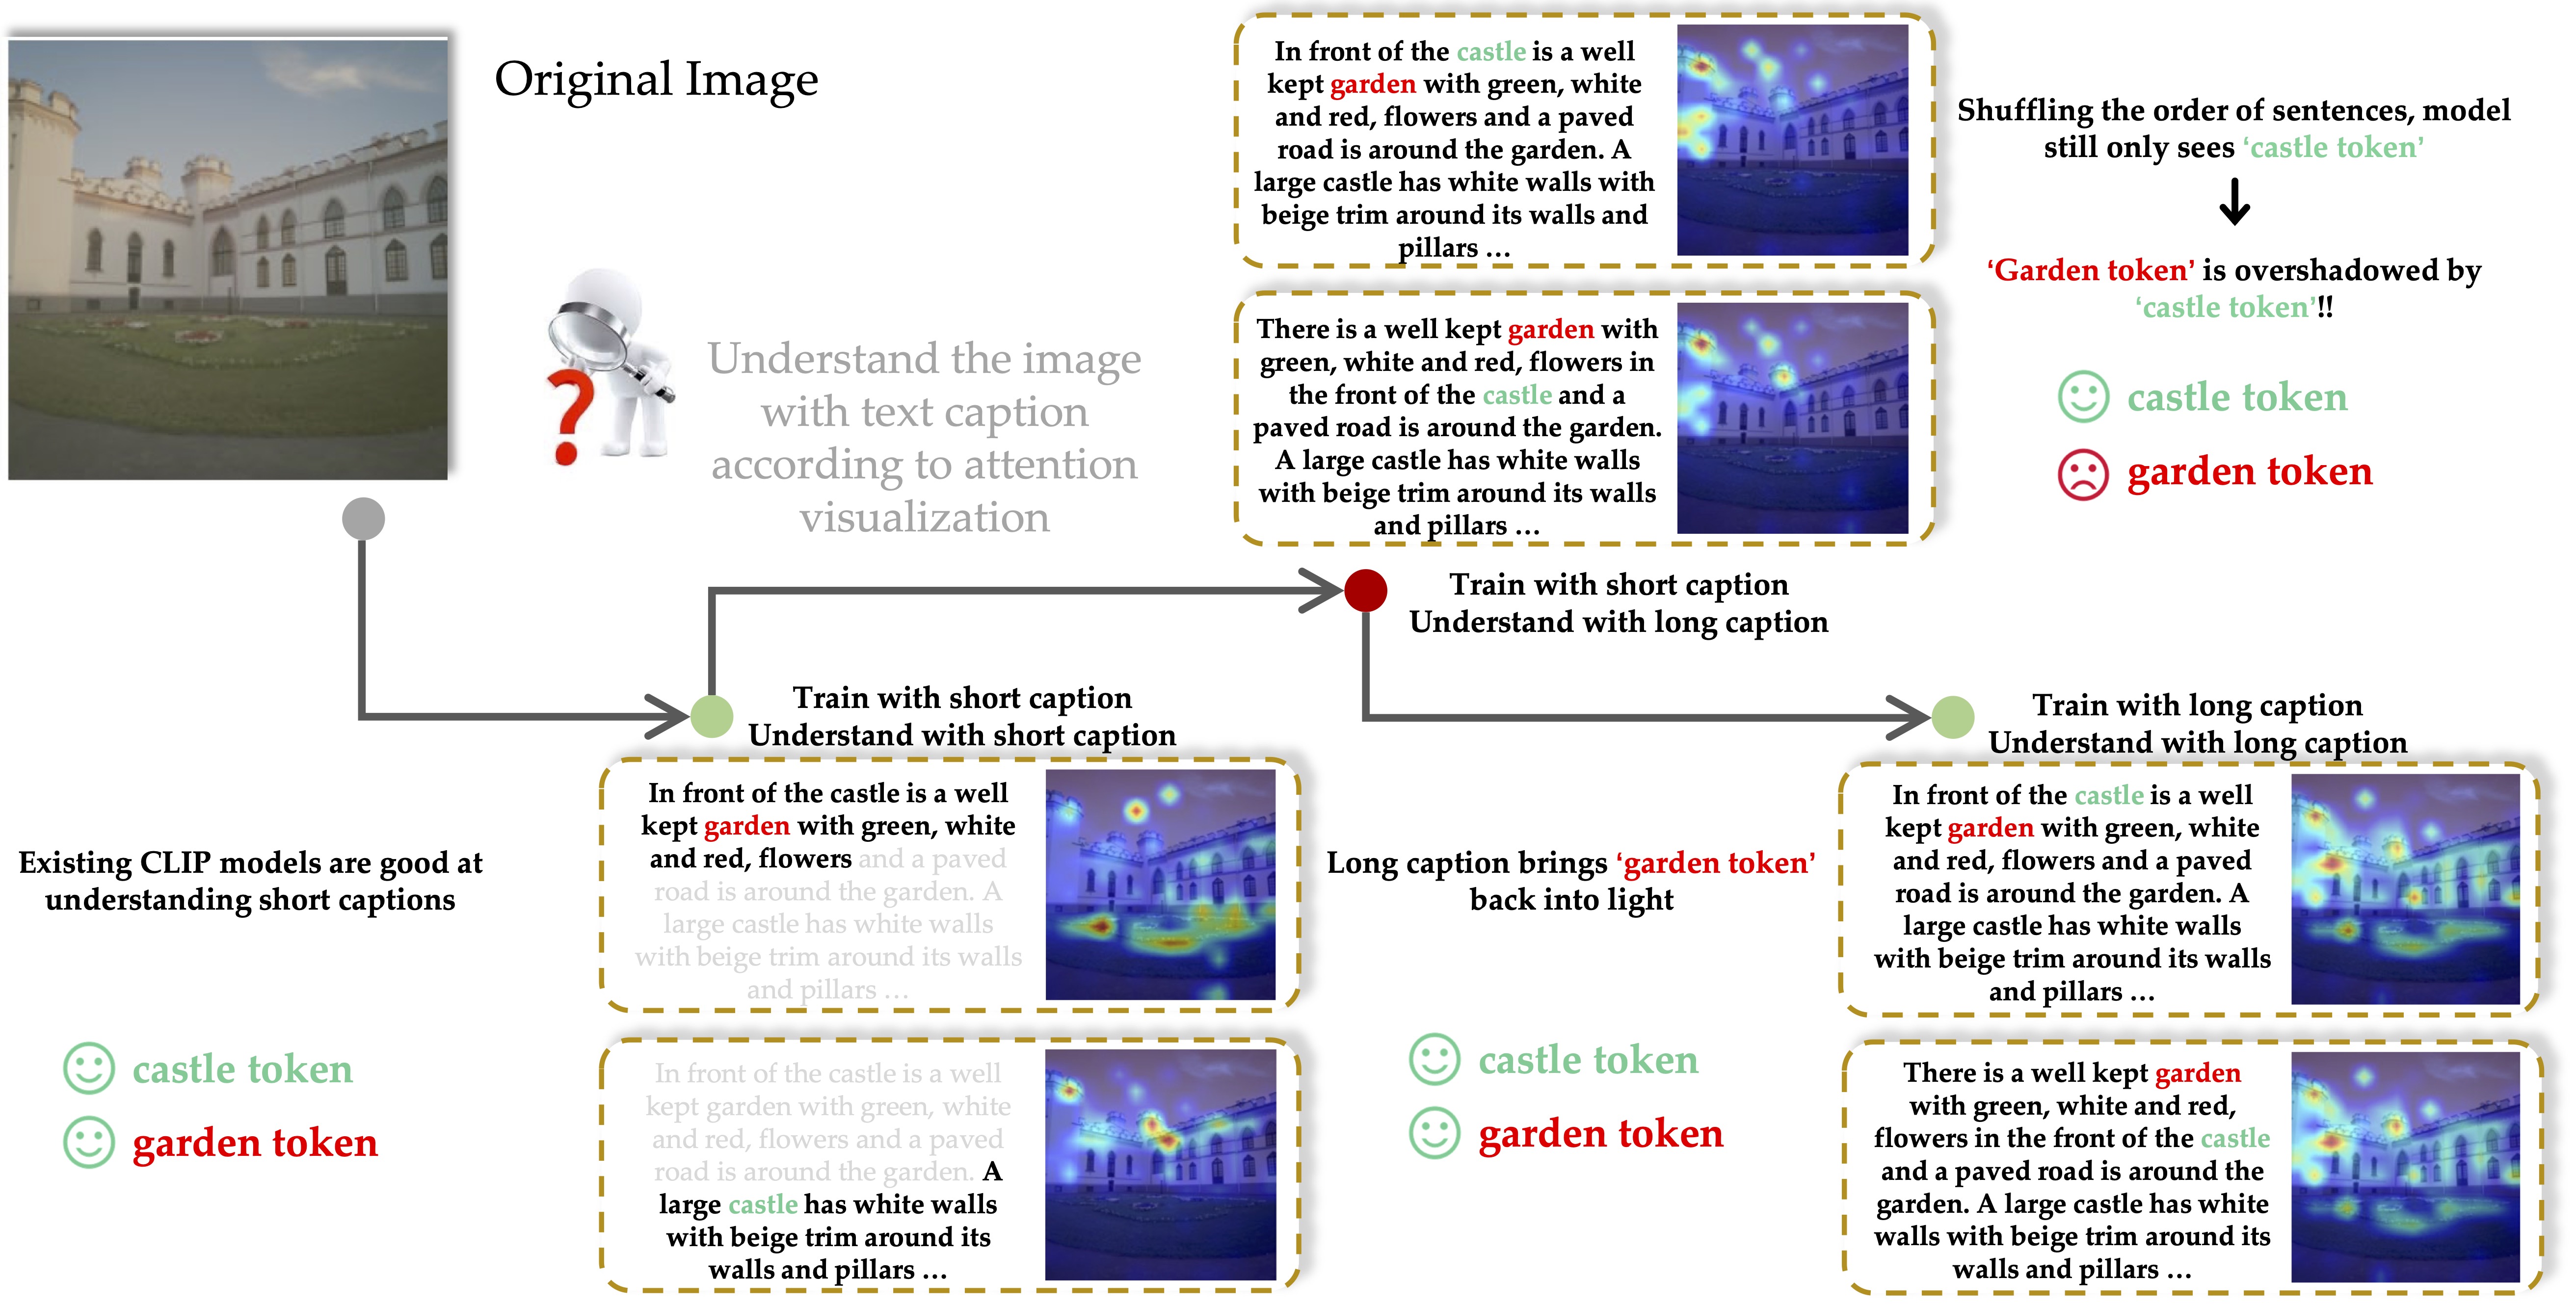 Original Image
Understand the image
with text caption
according to attention
visualization
In front of the castle is a well
kept garden with green, white
and red, flowers and a paved
road is around the garden. A
large castle has white walls with
beige trim around its walls and
pillars ...
There is a well kept garden with
green, white and red, flowers in
the front of the castle and a
paved road is around the garden.
A large castle has white walls
with beige trim around its walls
and pillars ...
Shuffling the order of sentences, model
still only sees ‘castle token’
‘Garden token’ is overshadowed by
‘castle token’!!
castle token
garden token
Train with short caption
Understand with long caption
Train with short caption
Understand with short caption
Existing CLIP models are good at
understanding short captions
castle token
garden token
In front of the castle is a well
kept garden with green, white
and red, flowers and a paved
road is around the garden. A
large castle has white walls
with beige trim around its walls
and pillars ...
In front of the castle is a well
kept garden with green, white
and red, flowers and a paved
road is around the garden. A
large castle has white walls
with beige trim around its
walls and pillars ...
Long caption brings ‘garden token’
back into light
castle token
garden token
Train with long caption
Understand with long caption
In front of the castle is a well
kept garden with green, white
and red, flowers and a paved
road is around the garden. A
large castle has white walls
with beige trim around its walls
and pillars ...
There is a well kept garden
with green, white and red,
flowers in the front of the castle
and a paved road is around the
garden. A large castle has white
walls with beige trim around its
walls and pillars ...